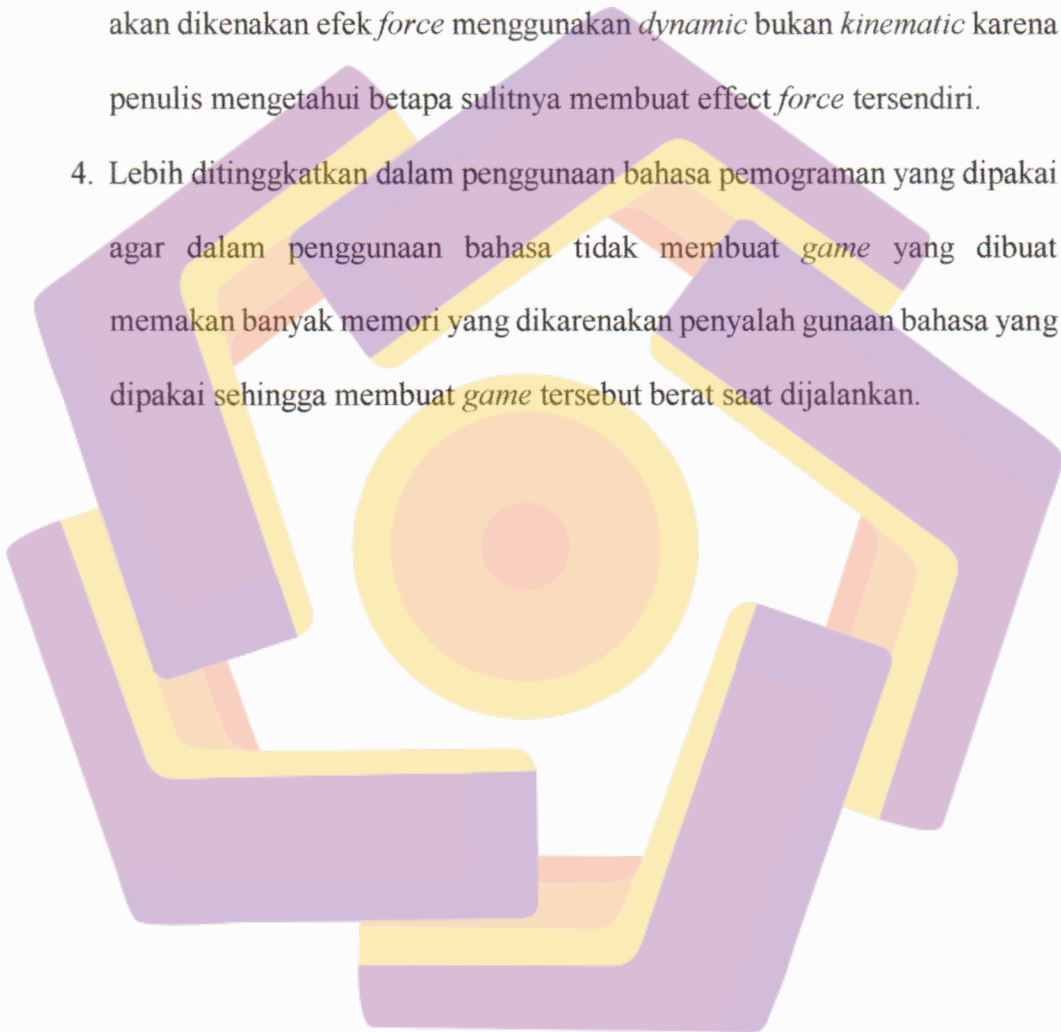 akan dikenakan efek force menggunakan dynamic bukan kinematic karena
penulis mengetahui betapa sulitnya membuat effect force tersendiri.
4. Lebih ditinggkatkan dalam penggunaan bahasa pemograman yang dipakai
agar dalam penggunaan bahasa tidak membuat game yang dibuat
memakan banyak memori yang dikarenakan penyalah gunaan bahasa yang
dipakai sehingga membuat game tersebut berat saat dijalankan.